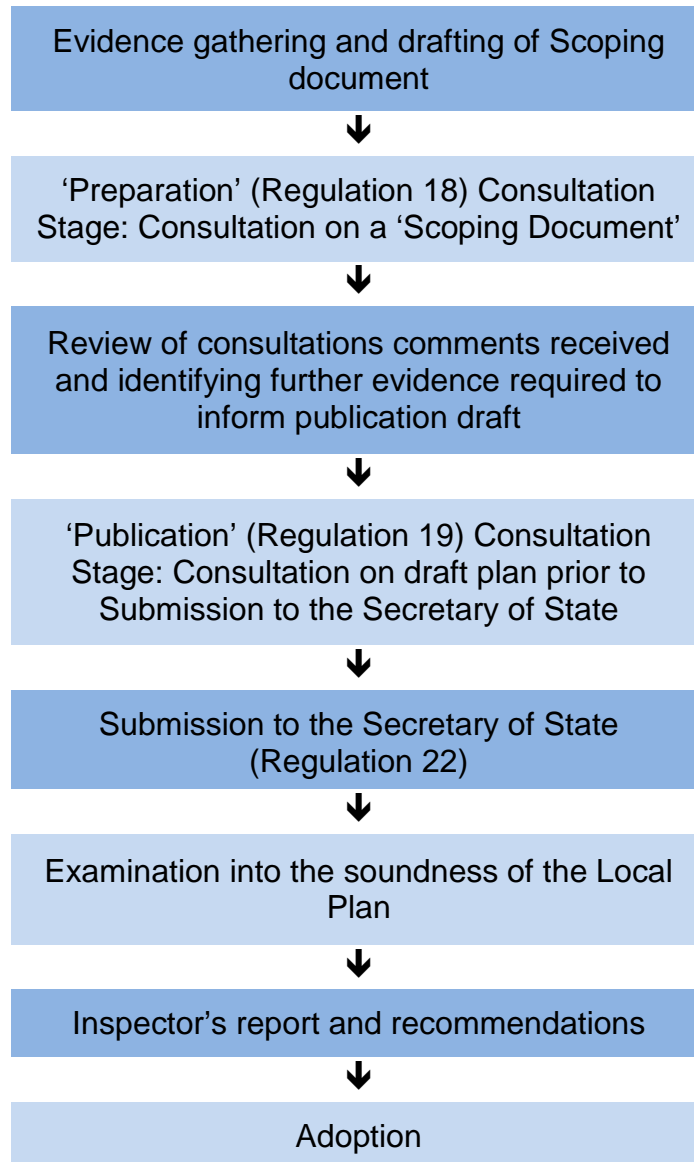 Evidence gathering and drafting of Scoping
document
‘Preparation’ (Regulation 18) Consultation
Stage: Consultation on a ‘Scoping Document’
Review of consultations comments received
and identifying further evidence required to
inform publication draft
‘Publication’ (Regulation 19) Consultation
Stage: Consultation on draft plan prior to
Submission to the Secretary of State
Submission to the Secretary of State
(Regulation 22)
Examination into the soundness of the Local
Plan
Inspector’s report and recommendations
Adoption